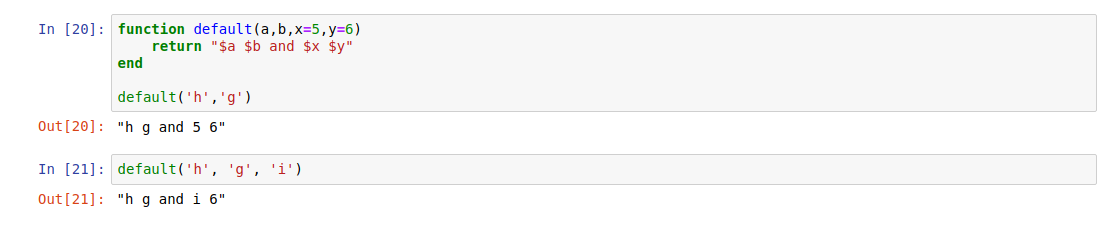 In [20]: function default(a,b,x=5,y=6)
    return "$a $b and $x $y"
end

default('h','g')
Out[20]: "h g and 5 6"
In [21]: default('h', 'g', 'i')
Out[21]: "h g and i 6"